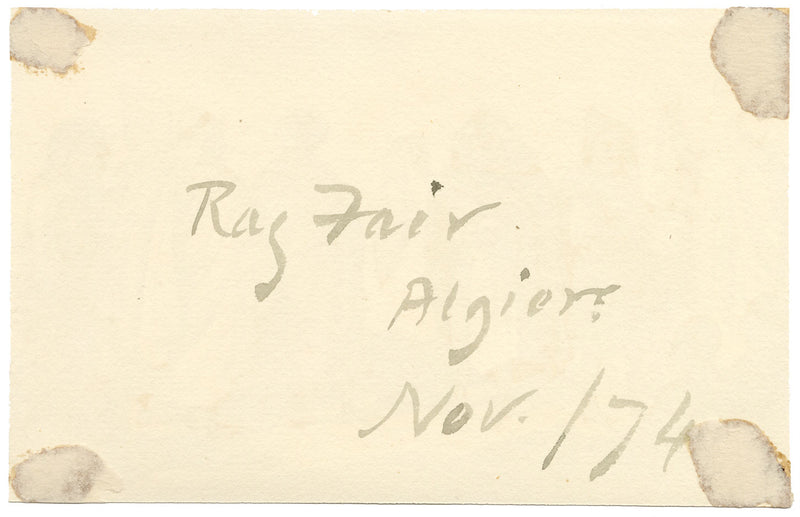 Rag Fair.
Algiers
Nov. /74